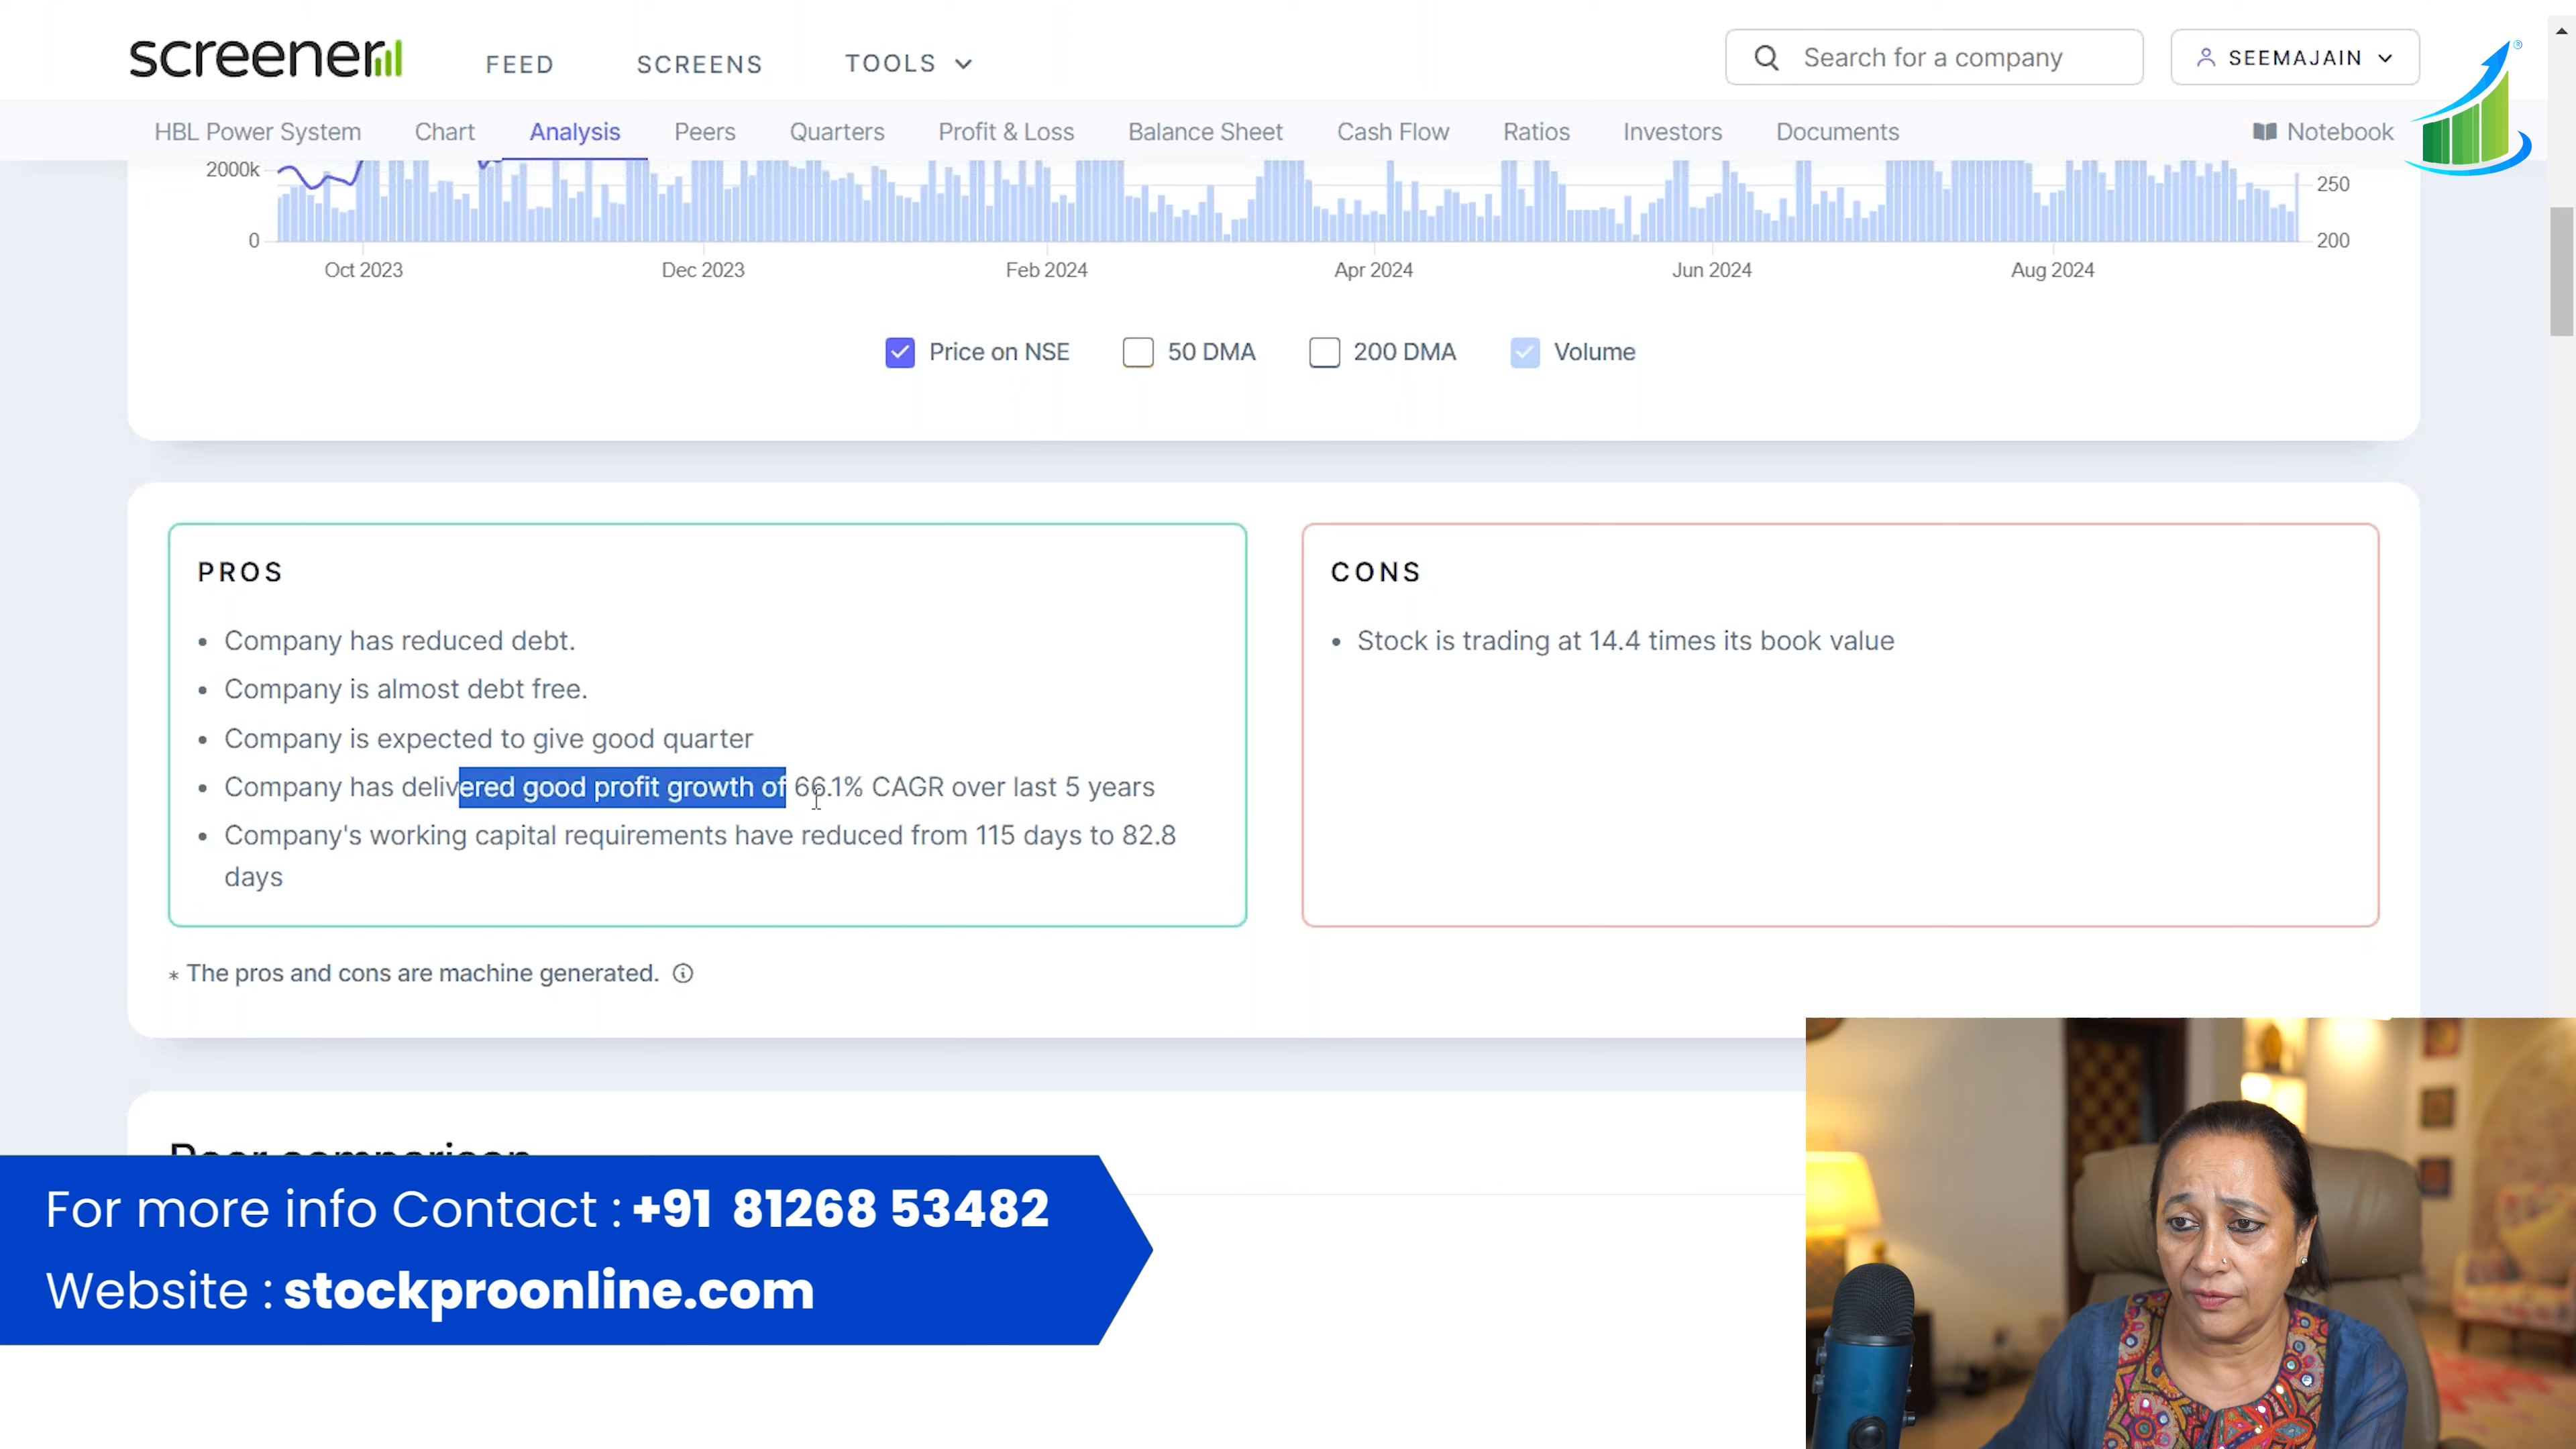 screener
FEED SCREENS TOOLS
Search for a company
SEMAJAIN
HBL Power System Chart Analysis Peers Quarters Profit & Loss Balance Sheet Cash Flow Ratios Investors Documents Notebook
2000k 250
0 200
Oct 2023 Dec 2023 Feb 2024 Apr 2024 Jun 2024 Aug 2024
Price on NSE 50 DMA 200 DMA Volume
PROS
• Company has reduced debt.
• Company is almost debt free.
• Company is expected to give good quarter
• Company has delivered good profit growth of 66.1% CAGR over last 5 years
• Company's working capital requirements have reduced from 115 days to 82.8
days
CONS
• Stock is trading at 14.4 times its book value
* The pros and cons are machine generated.
Peer comparison
For more info Contact : +91 81268 53482
Website : stockproonline.com